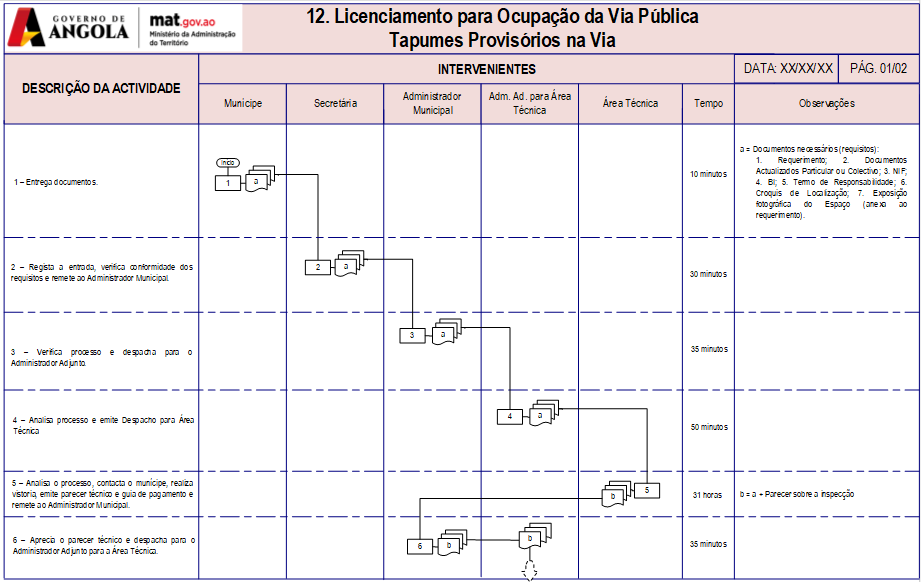 GOVERNO DE
ANGOLA
mat.gov.ao
Ministério da Administração
do Território
12. Licenciamento para Ocupação da Via Pública
Tapumes Provisórios na Via
DESCRIÇÃO DA ACTIVIDADE
INTERVENIENTES
DATA: XX/XX/XX
PÁG. 01/02
Munícipe
Secretária
Administrador
Municipal
Adm. Ad. para Área
Técnica
Área Técnica
Tempo
Observações
1 – Entrega documentos.
Inicio
1
a
10 minutos
a = Documentos necessários (requisitos):
1. Requerimento; 2. Documentos
Actualizados Particular ou Colectivo; 3. NIF;
4. BI; 5. Termo de Responsabilidade; 6.
Croquis de Localização; 7. Exposição
fotográfica do Espaço (anexa ao
requerimento).
2 – Regista a entrada, verifica conformidade dos
requisitos e remete ao Administrador Municipal.
2
a
30 minutos
3 – Verifica processo e despacha para o
Administrador Adjunto.
3
a
35 minutos
4 – Analisa processo e emite Despacho para Área
Técnica
4
a
50 minutos
5 – Analisa o processo, contacta o munícipe, realiza
vistoria, emite parecer técnico e guia de pagamento e
remete ao Administrador Municipal.
b
5
31 horas
b = a + Parecer sobre a inspecção
6 – Aprecia o parecer técnico e despacha para o
Administrador Adjunto para a Área Técnica.
6
b
b
35 minutos